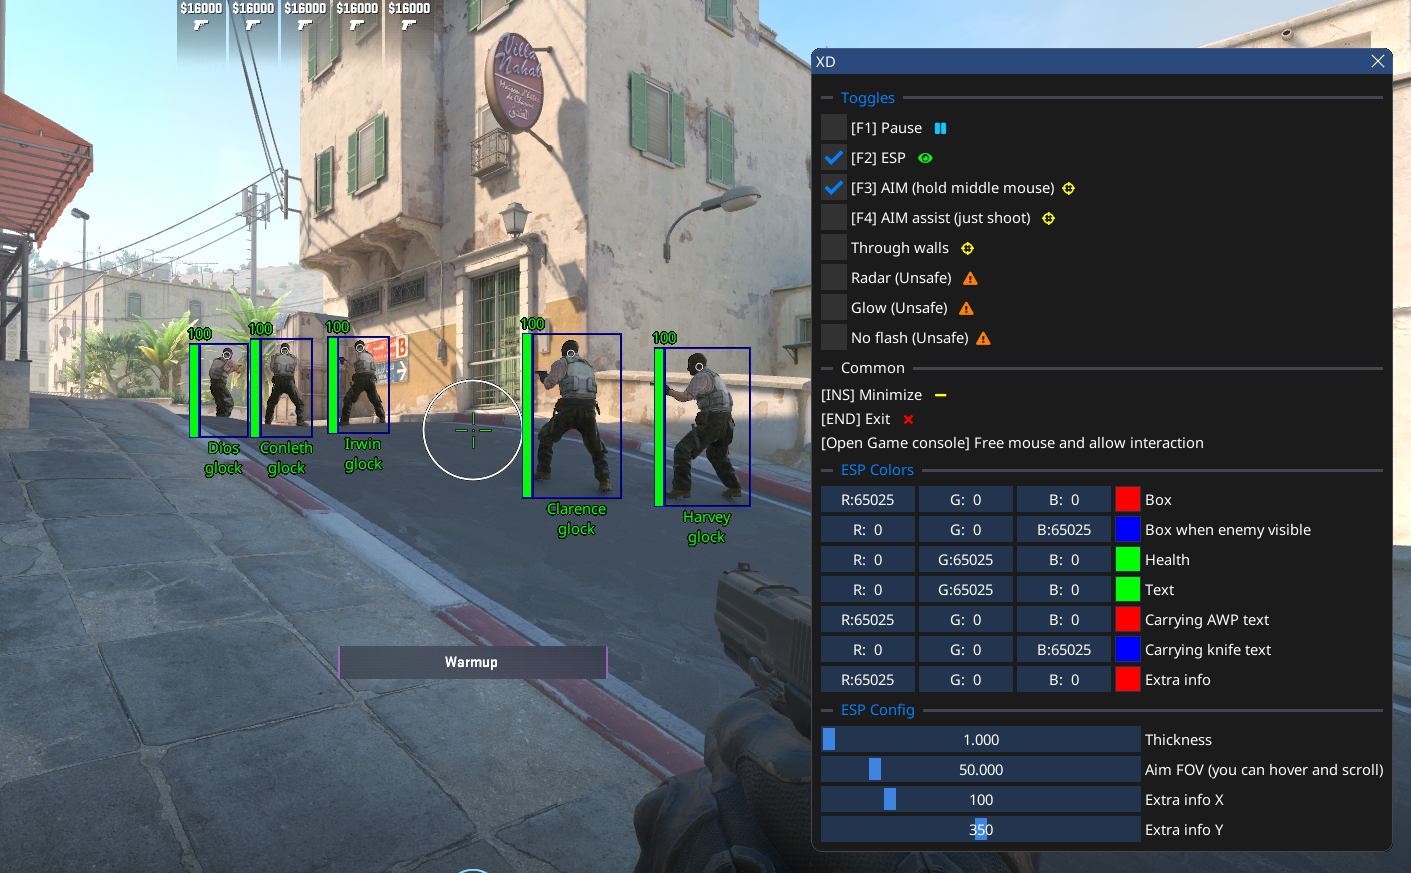 $16000 $16000 $16000 $16000 $16000
Villa
Nahab
XD
Toggles
[F1] Pause
[F2] ESP
[F3] AIM (hold middle mouse)
[F4] AIM assist (just shoot)
Through walls
Radar (Unsafe)
Glow (Unsafe)
No flash (Unsafe)
Common
[INS] Minimize
[END] Exit
[Open Game console] Free mouse and allow interaction
ESP Colors
R:65025 G: 0 B: 0 Box
R: 0 G: 0 B:65025 Box when enemy visible
R: 0 G:65025 B: 0 Health
R: 0 G:65025 B: 0 Text
R:65025 G: 0 B: 0 Carrying AWP text
R: 0 G: 0 B:65025 Carrying knife text
R:65025 G: 0 B: 0 Extra info
ESP Config
1.000 Thickness
50.000 Aim FOV (you can hover and scroll)
100 Extra info X
350 Extra info Y
100
Dios
glock
100
Conleth
glock
100
Irwin
glock
B
100
Clarence
glock
100
Harvey
glock
Warmup